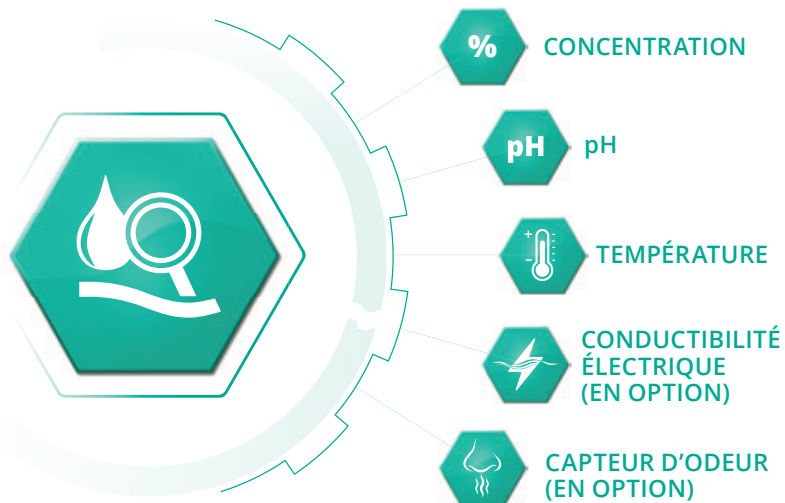 %
CONCENTRATION
pH
pH
TEMPÉRATURE
CONDUCTIBILITÉ
ÉLECTRIQUE
(EN OPTION)
CAPTEUR D'ODEUR
(EN OPTION)